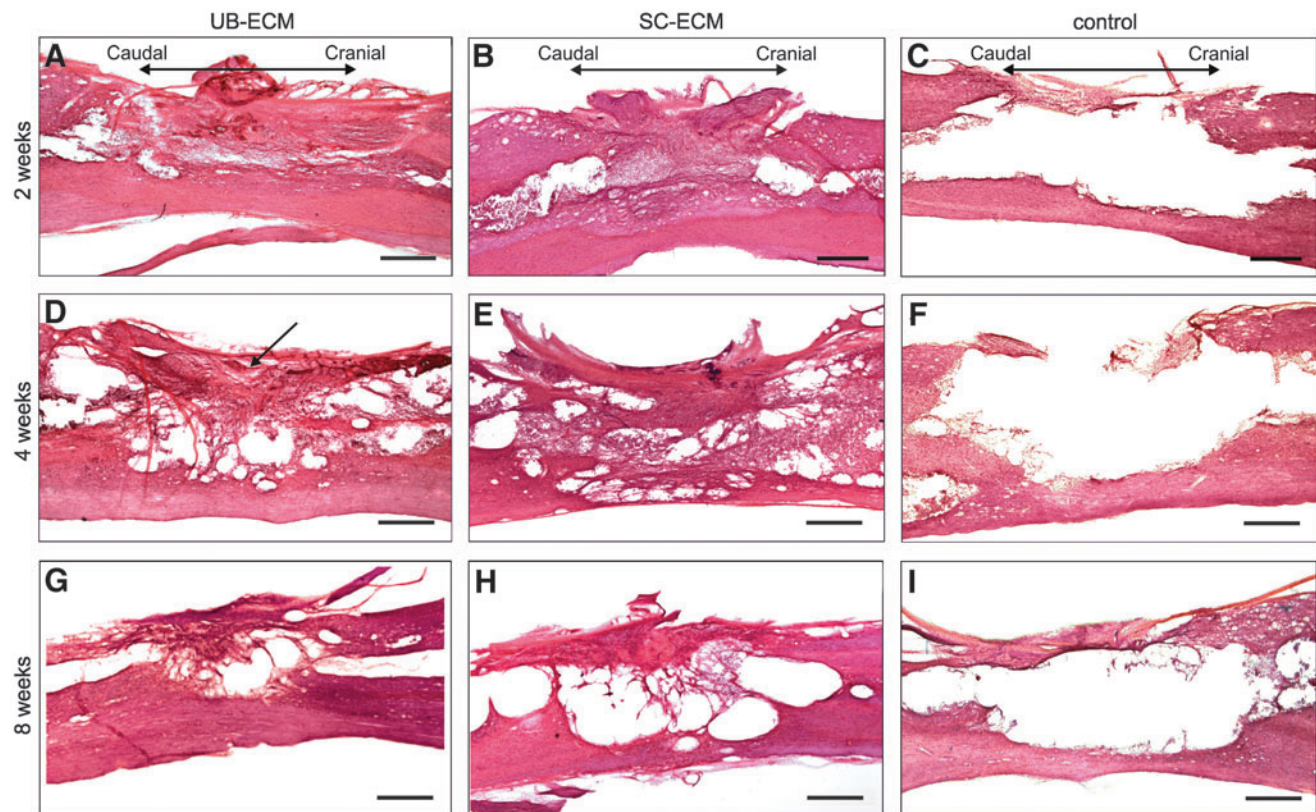 UB-ECM SC-ECM control
A Caudal Cranial B Caudal Cranial C Caudal Cranial
2 weeks
D E F
4 weeks
G H I
8 weeks